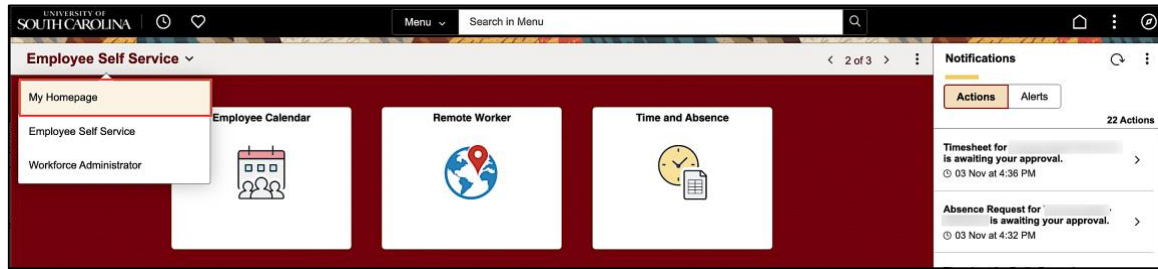 UNIVERSITY OF
SOUTH CAROLINA
Menu
Search in Menu
Employee Self Service
2 of 3
My Homepage
Employee Self Service
Workforce Administrator
Employee Calendar
Remote Worker
Time and Absence
Notifications
Actions
Alerts
22 Actions
Timesheet for
is awaiting your approval.
03 Nov at 4:36 PM
Absence Request for
is awaiting your approval.
03 Nov at 4:32 PM